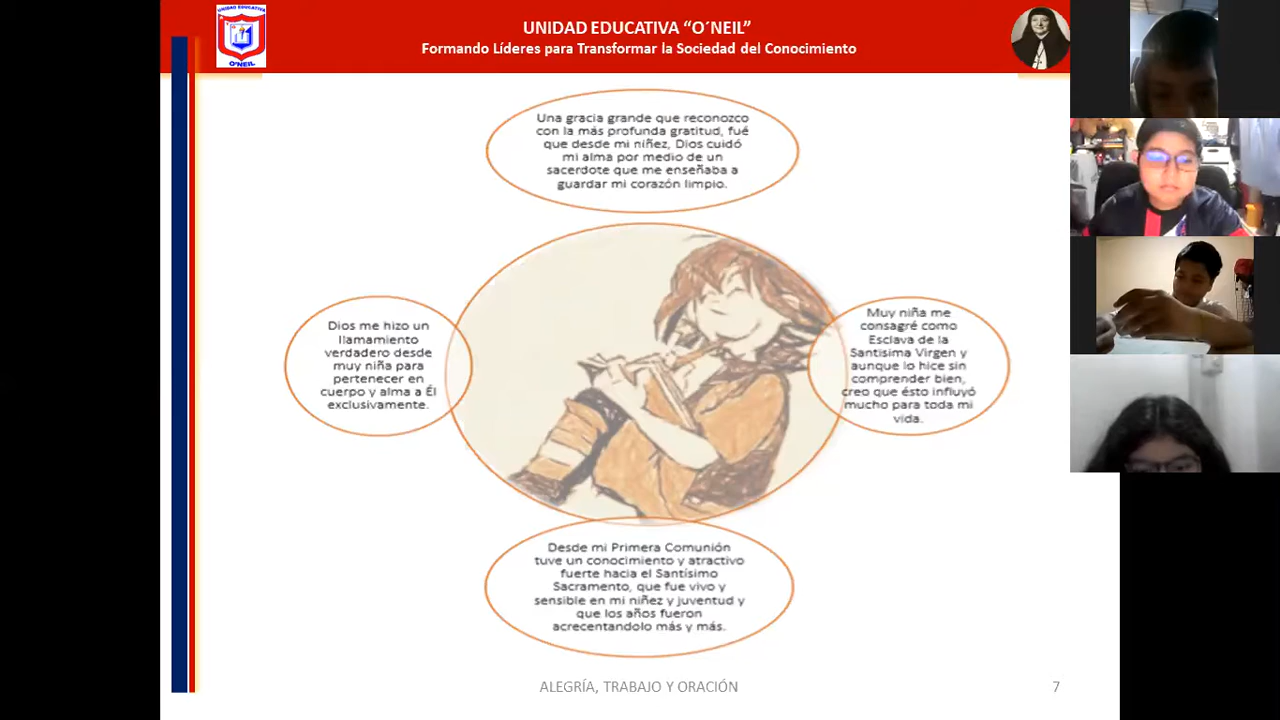 UNIDAD EDUCATIVA
O´NEIL
UNIDAD EDUCATIVA “O´NEIL”
Formando Líderes para Transformar la Sociedad del Conocimiento
Una gracia grande que reconozco
con la más profunda gratitud, fué
que desde mi niñez, Dios cuidó
mi alma por medio de un
sacerdote que me enseñaba a
guardar mi corazón limpio.
Dios me hizo un
llamamiento
verdadero desde
muy niña para
pertenecer en
cuerpo y alma a Él
exclusivamente.
Muy niña me
consagré como
Esclava de la
Santisima Virgen y
aunque lo hice sin
comprender bien,
creo que ésto influyó
mucho para toda mi
vida.
Desde mi Primera Comunión
tuve un conocimiento y atractivo
fuerte hacia el Santísimo
Sacramento, que fue vivo y
sensible en mi niñez y juventud y
que los años fueron
acrecentandolo más y más.
ALEGRÍA, TRABAJO Y ORACIÓN
7